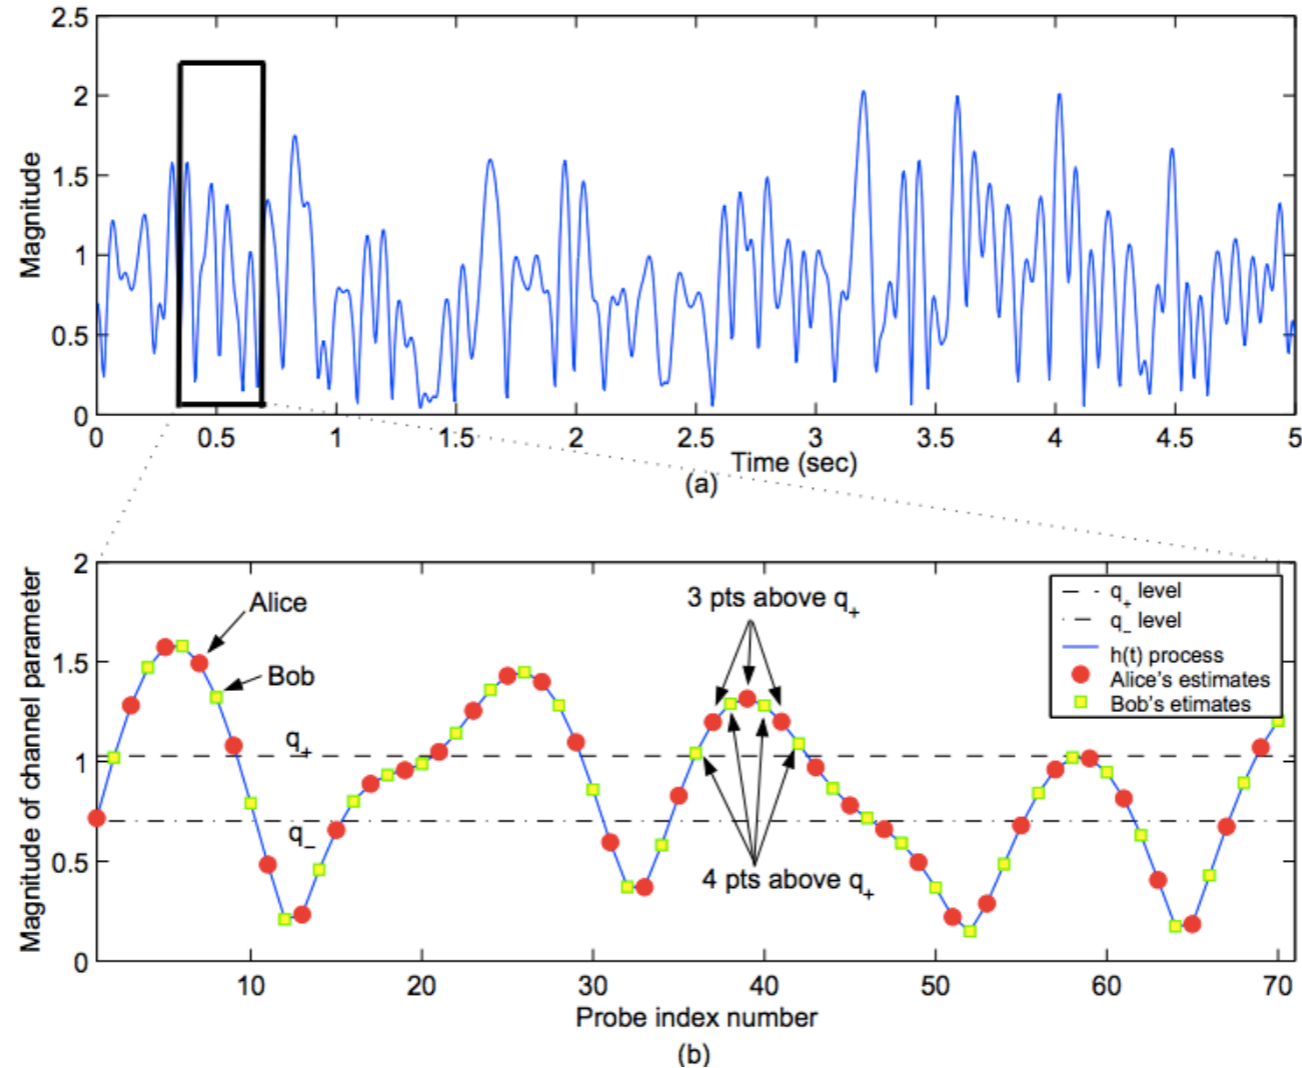 2.5
2
1.5
1
0.5
0
Magnitude
0 0.5 1 1.5 2 2.5 3 3.5 4 4.5 5
Time (sec)
(a)
2
1.5
1
0.5
0
Magnitude of channel parameter
Alice
Bob
q+
q_
3 pts above q+
4 pts above q+
q+ level
q_ level
h(t) process
Alice's estimates
Bob's etimates
10 20 30 40 50 60 70
Probe index number
(b)